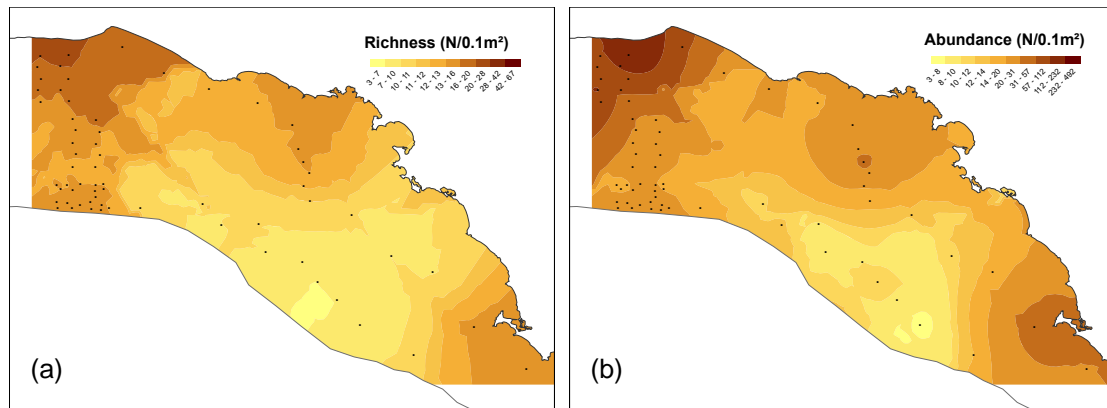 Richness (N/0.1m²)
3 - 7
7 - 10
10 - 11
11 - 12
12 - 13
13 - 16
16 - 20
20 - 28
28 - 42
42 - 67
(a)
Abundance (N/0.1m²)
3 - 8
8 - 10
10 - 12
12 - 14
14 - 20
20 - 31
31 - 57
57 - 112
112 - 232
232 - 492
(b)